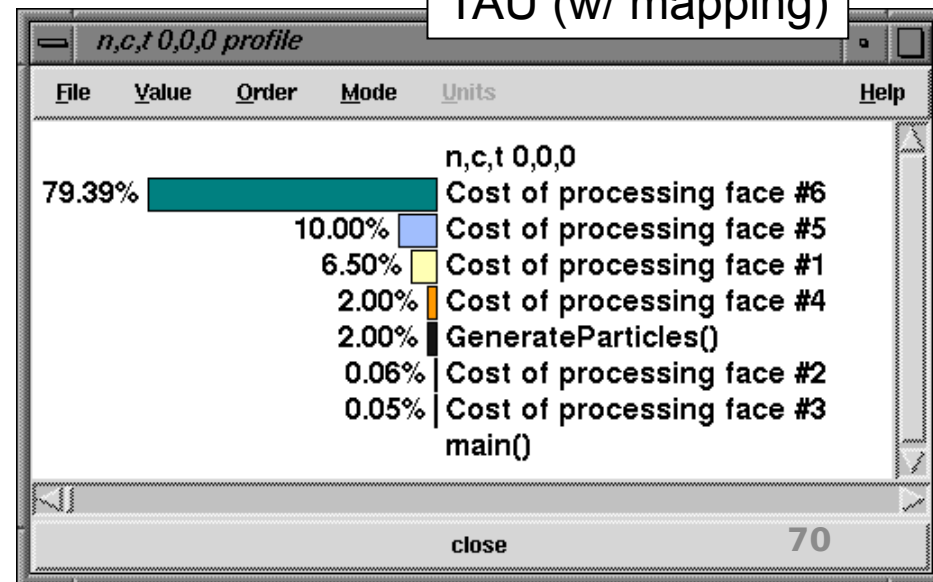 TAU (w/ mapping)
n,c,t 0,0,0 profile
File Value Order Mode Units Help
n,c,t 0,0,0
79.39% Cost of processing face #6
10.00% Cost of processing face #5
6.50% Cost of processing face #1
2.00% Cost of processing face #4
2.00% GenerateParticles()
0.06% Cost of processing face #2
0.05% Cost of processing face #3
main()
close
70